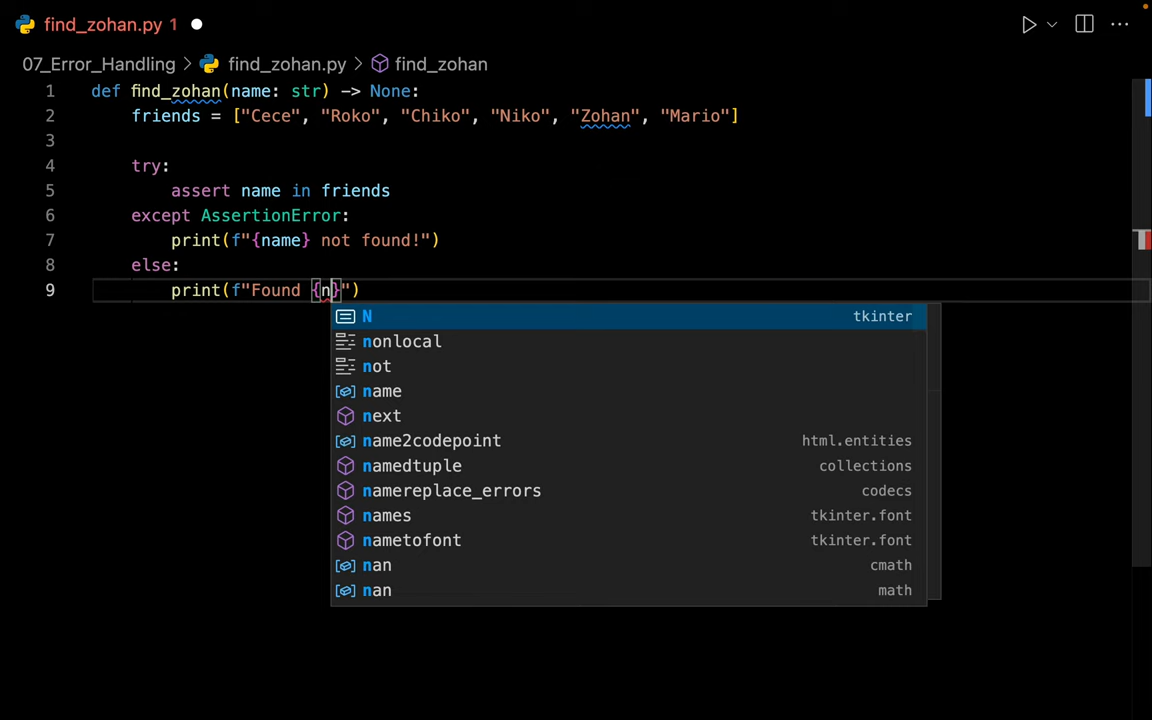 find_zohan.py 1
07_Error_Handling > find_zohan.py > find_zohan
1 def find_zohan(name: str) -> None:
2 friends = ["Cece", "Roko", "Chiko", "Niko", "Zohan", "Mario"]
3
4 try:
5 assert name in friends
6 except AssertionError:
7 print(f"{name} not found!")
8 else:
9 print(f"Found {n}")
N tkinter
nonlocal
not
name
next
name2codepoint html.entities
namedtuple collections
namereplace_errors codecs
names tkinter.font
nametofont tkinter.font
nan cmath
nan math